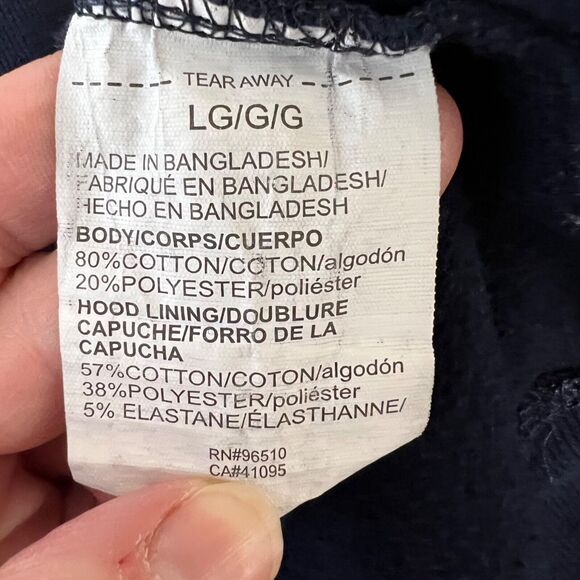 TEAR AWAY
LG/G/G
MADE IN BANGLADESH/
FABRIQUÉ EN BANGLADESH/
HECHO EN BANGLADESH
BODY/CORPS/CUERPO
80%COTTON/COTON/algodón
20%POLYESTER/poliéster
HOOD LINING/DOUBLURE
CAPUCHE/FORRO DE LA
CAPUCHA
57%COTTON/COTON/algodón
38%POLYESTER/poliéster
5% ELASTANE/ÉLASTHANNE/
RN#96510
CA#41095